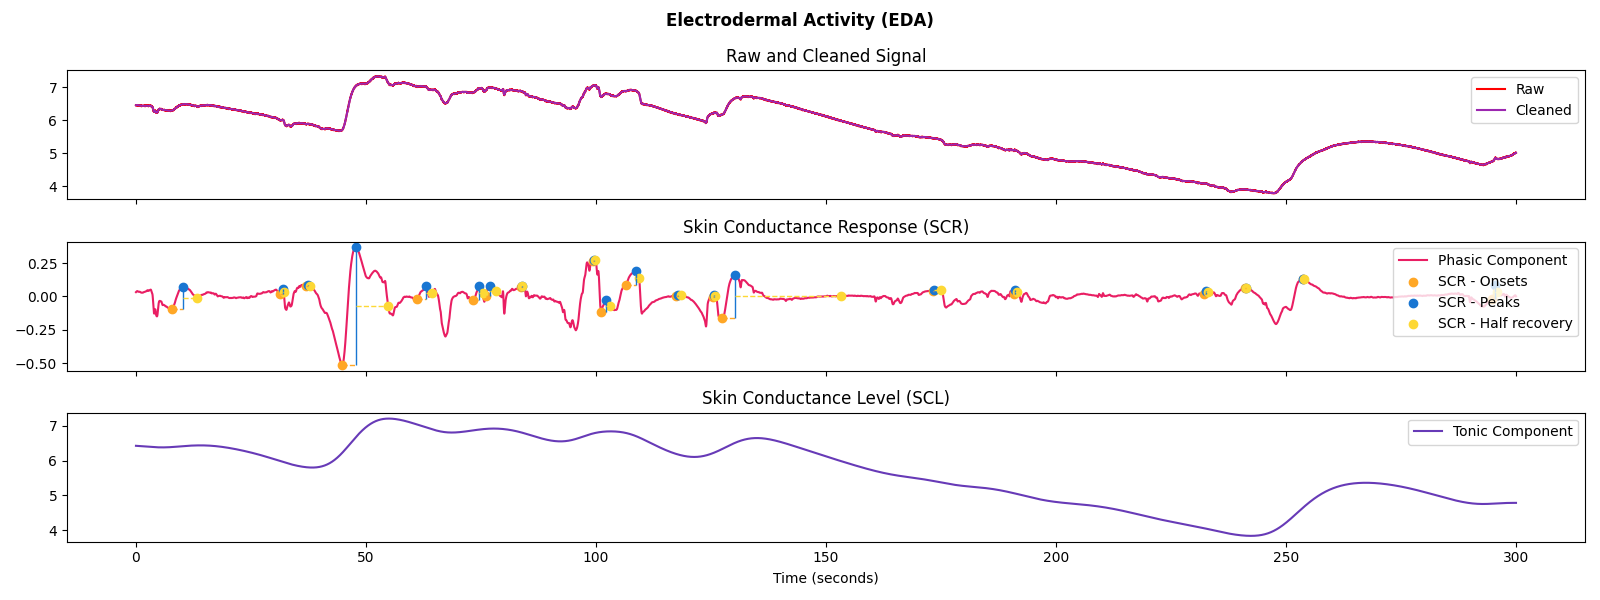 Electrodermal Activity (EDA)
Raw and Cleaned Signal
7
6
5
4
Raw
Cleaned
Skin Conductance Response (SCR)
0.25
0.00
−0.25
−0.50
Phasic Component
SCR - Onsets
SCR - Peaks
SCR - Half recovery
Skin Conductance Level (SCL)
7
6
5
4
Tonic Component
0 50 100 150 200 250 300
Time (seconds)